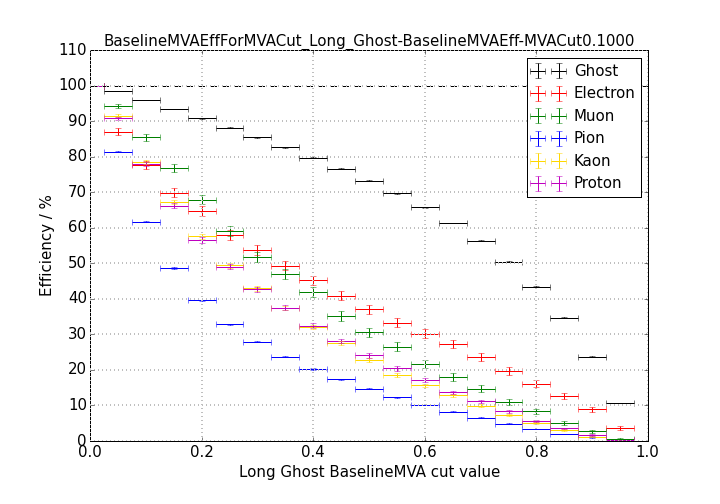 BaselineMVAEffForMVACut_Long_Ghost-BaselineMVAEff-MVACut0.1000
110
100
90
80
70
60
50
40
30
20
10
0
Efficiency / %
Ghost
Electron
Muon
Pion
Kaon
Proton
0.0 0.2 0.4 0.6 0.8 1.0
Long Ghost BaselineMVA cut value